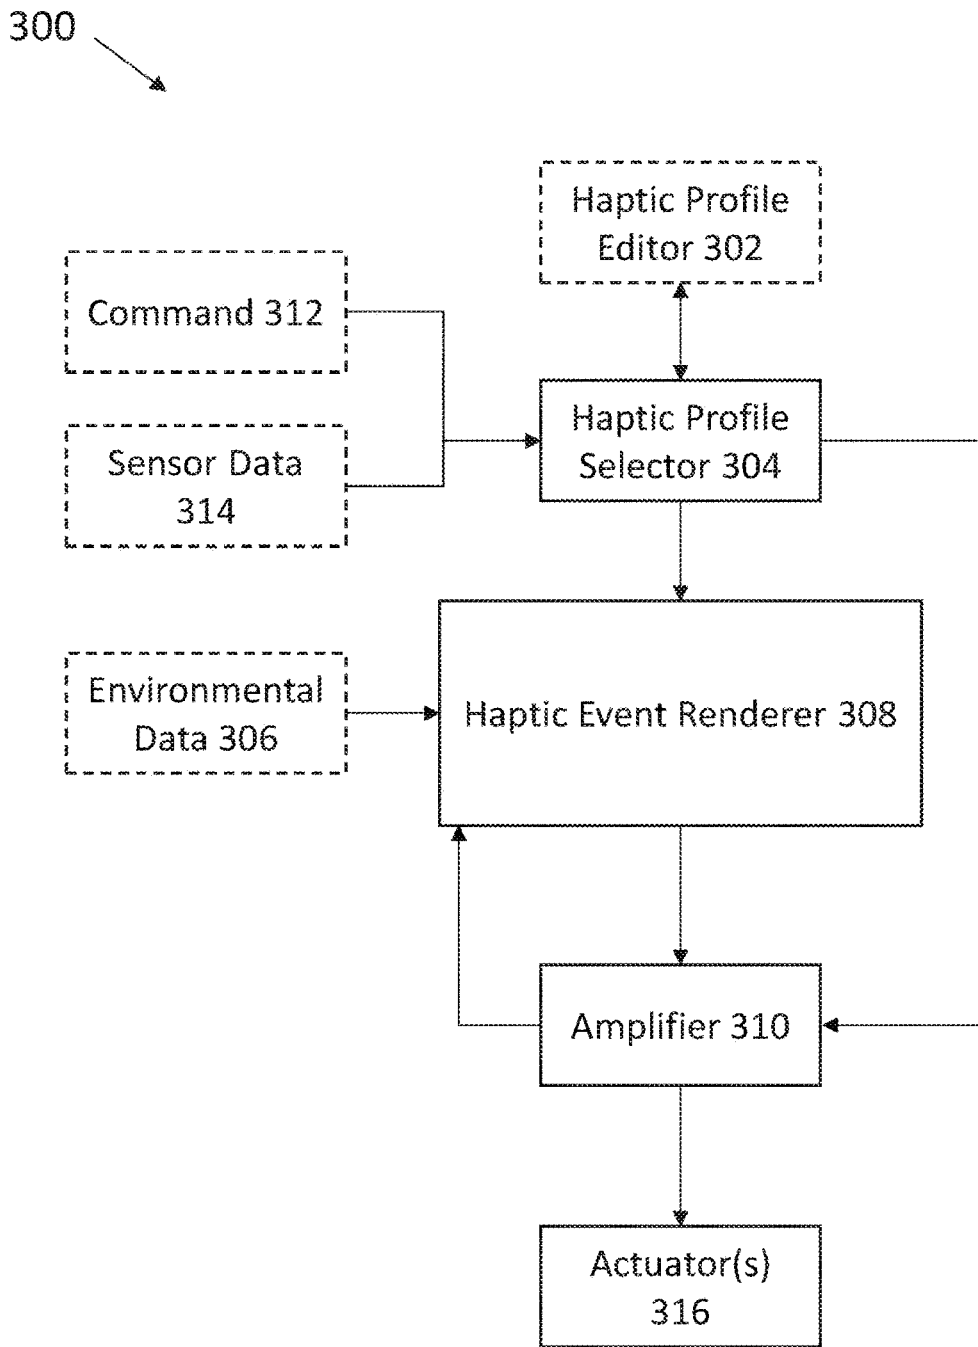 300
Haptic Profile
Editor 302
Command 312
Haptic Profile
Selector 304
Sensor Data
314
Environmental
Data 306
Haptic Event Renderer 308
Amplifier 310
Actuator(s)
316